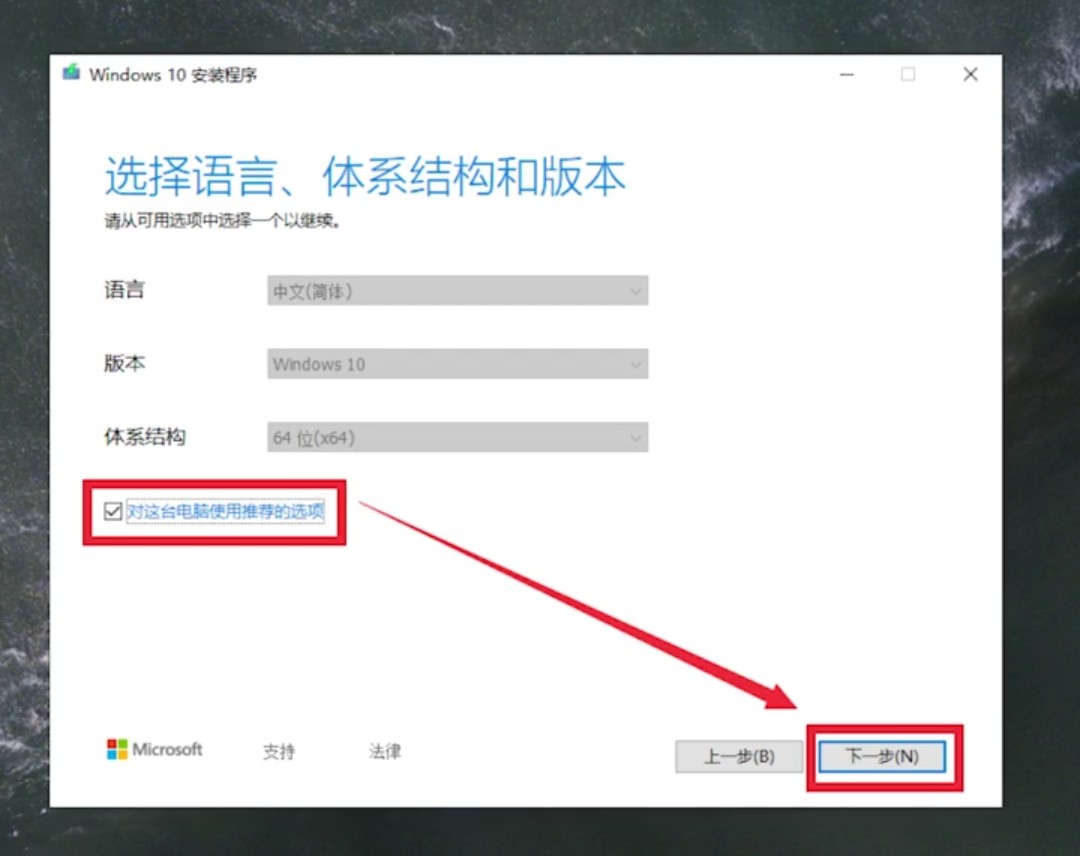 Windows 10 安装程序
选择语言、体系结构和版本
请从可用选项中选择一个以继续。
语言 中文(简体)
版本 Windows 10
体系结构 64 位(x64)
对这台电脑使用推荐的选项
Microsoft 支持 法律 上一步(B) 下一步(N)